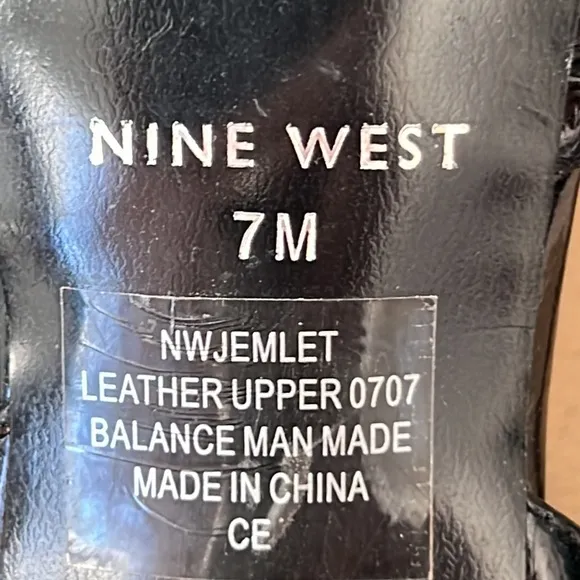 NINE WEST
7M
NWJEMLET
LEATHER UPPER 0707
BALANCE MAN MADE
MADE IN CHINA
CE